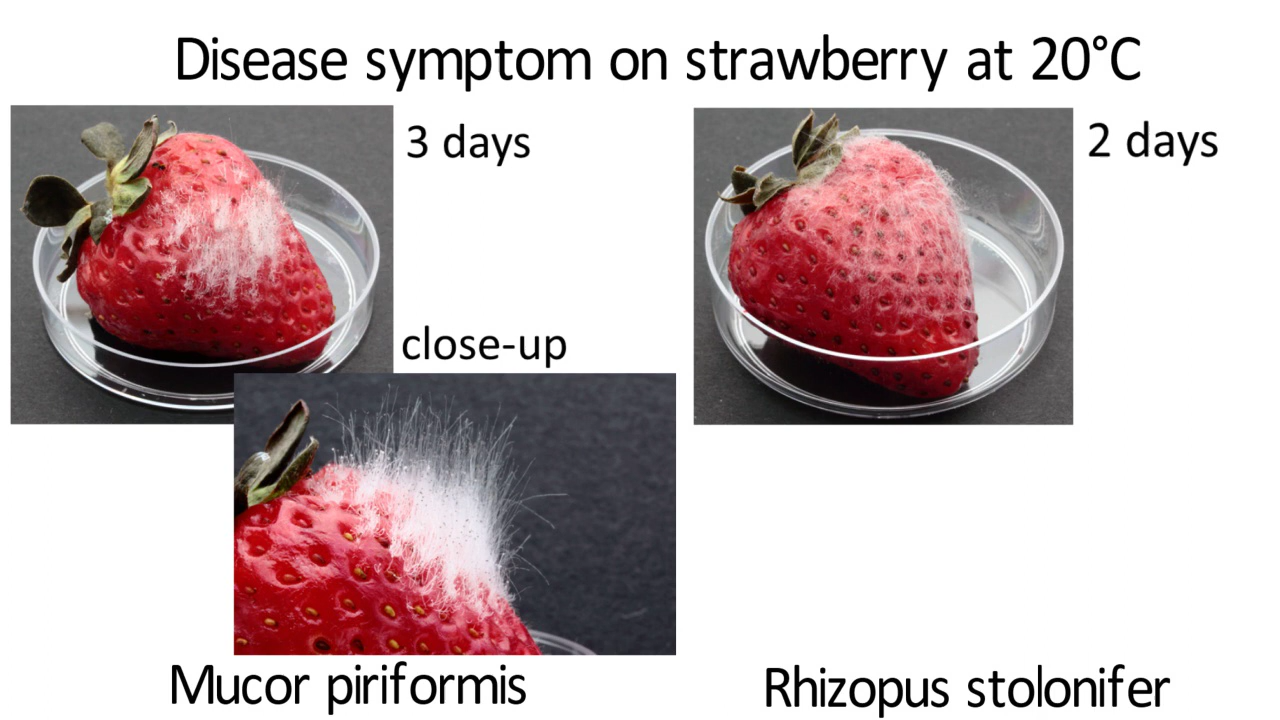 Disease symptom on strawberry at 20°C
3 days
2 days
close-up
Mucor piriformis
Rhizopus stolonifer